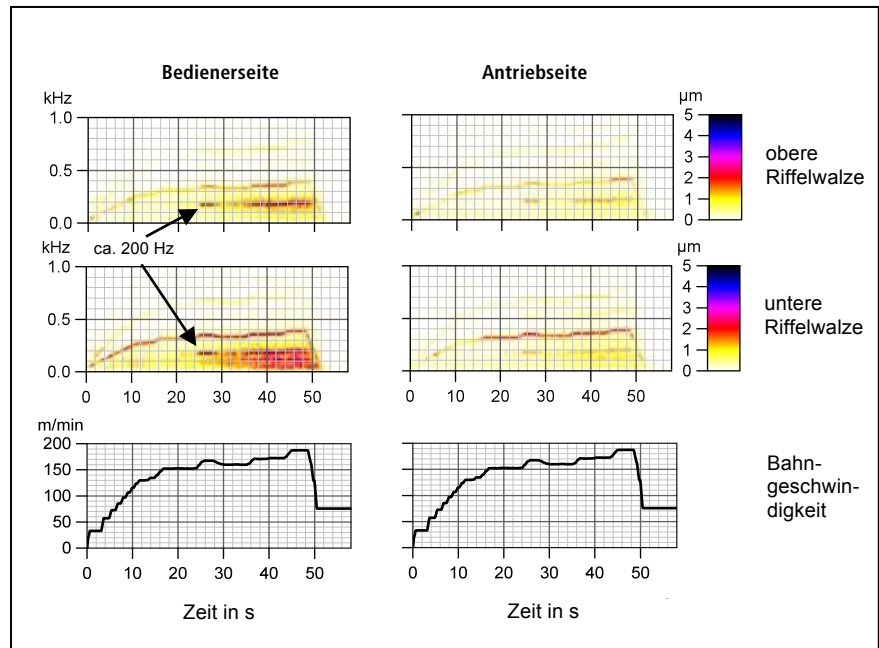 Bedienerseite
Antriebseite
kHz
1.0
0.5
0.0
µm
5
4
3
2
1
0
obere
Riffelwalze
ca. 200 Hz
kHz
1.0
0.5
0.0
0 10 20 30 40 50
0 10 20 30 40 50
µm
5
4
3
2
1
0
untere
Riffelwalze
m/min
200
150
100
50
0
0 10 20 30 40 50
0 10 20 30 40 50
Bahn-
geschwin-
digkeit
Zeit in s
Zeit in s